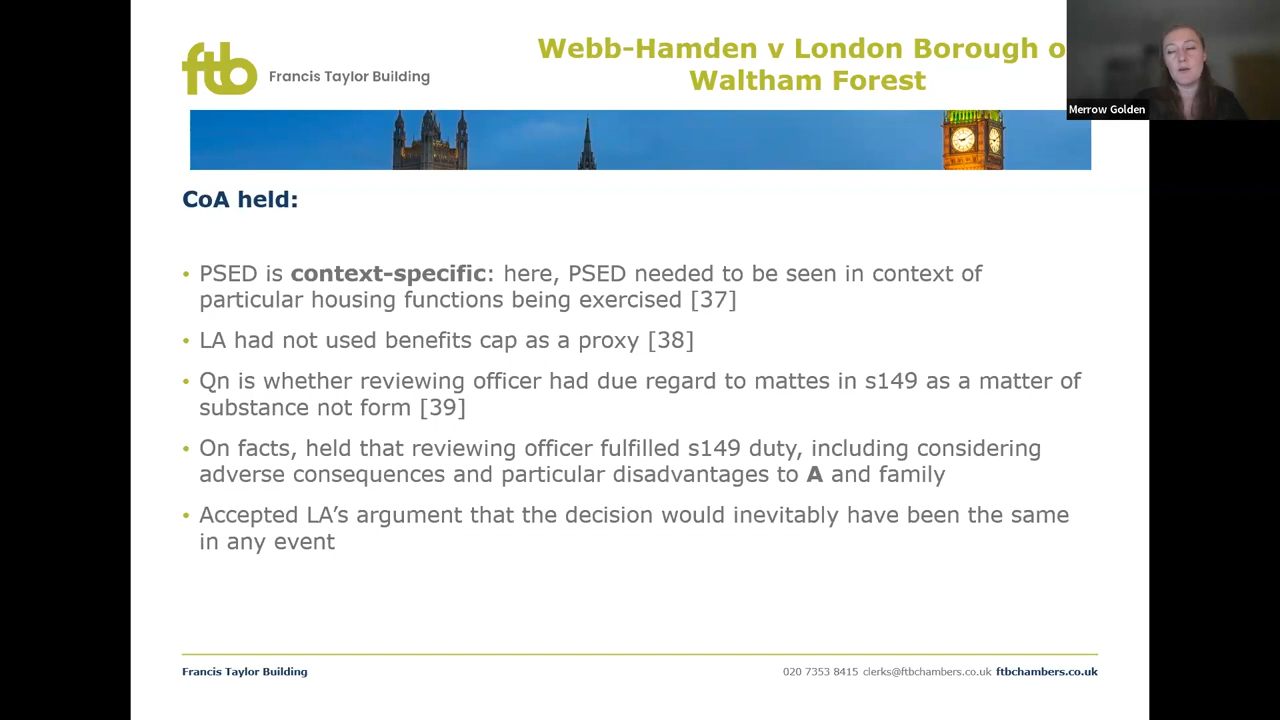 ftb Francis Taylor Building
Webb-Hamden v London Borough o
Waltham Forest
Merrow Golden
CoA held:
• PSED is context-specific: here, PSED needed to be seen in context of
particular housing functions being exercised [37]
• LA had not used benefits cap as a proxy [38]
• Qn is whether reviewing officer had due regard to mattes in s149 as a matter of
substance not form [39]
• On facts, held that reviewing officer fulfilled s149 duty, including considering
adverse consequences and particular disadvantages to A and family
• Accepted LA’s argument that the decision would inevitably have been the same
in any event
Francis Taylor Building
020 7353 8415 clerks@ftbchambers.co.uk ftbchambers.co.uk